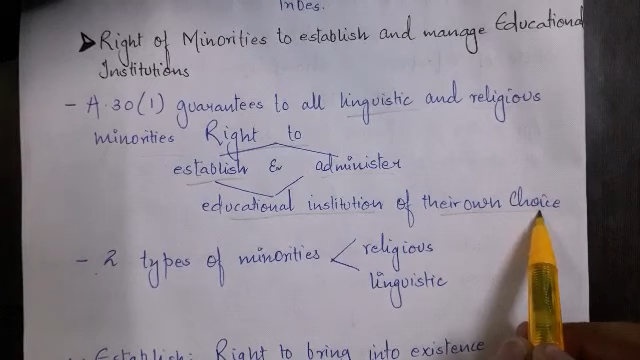 InDes.
➤Right of Minorities to establish and manage Educational
Institutions
- A.30(1) guarantees to all linguistic and religious
minorities Right to
establish & administer
educational institution of their own Choice
- 2 types of minorities
religious
linguistic
Establish: Right to bring into existence